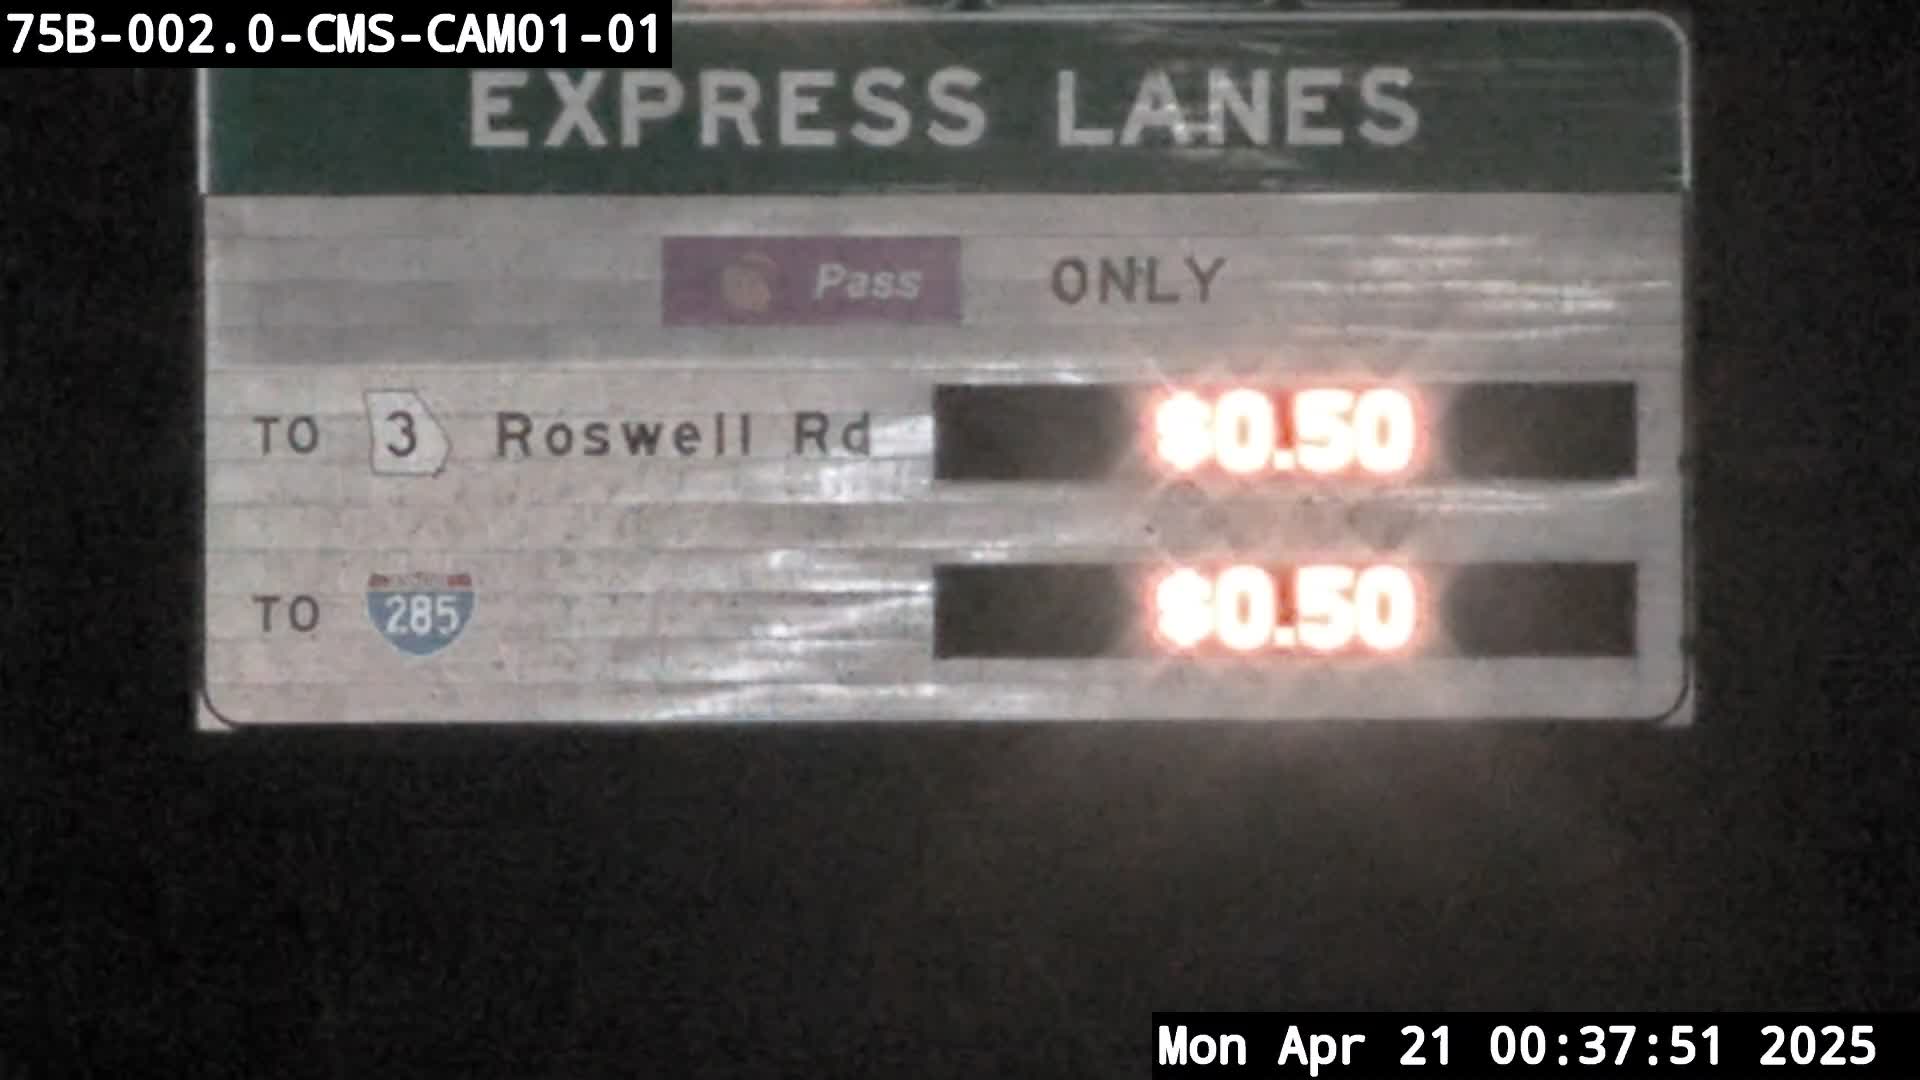 75B-002.0-CMS-CAM01-01
EXPRESS LANES
Pass ONLY
TO 3 Roswell Rd $0.50
TO 285 $0.50
Mon Apr 21 00:37:51 2025